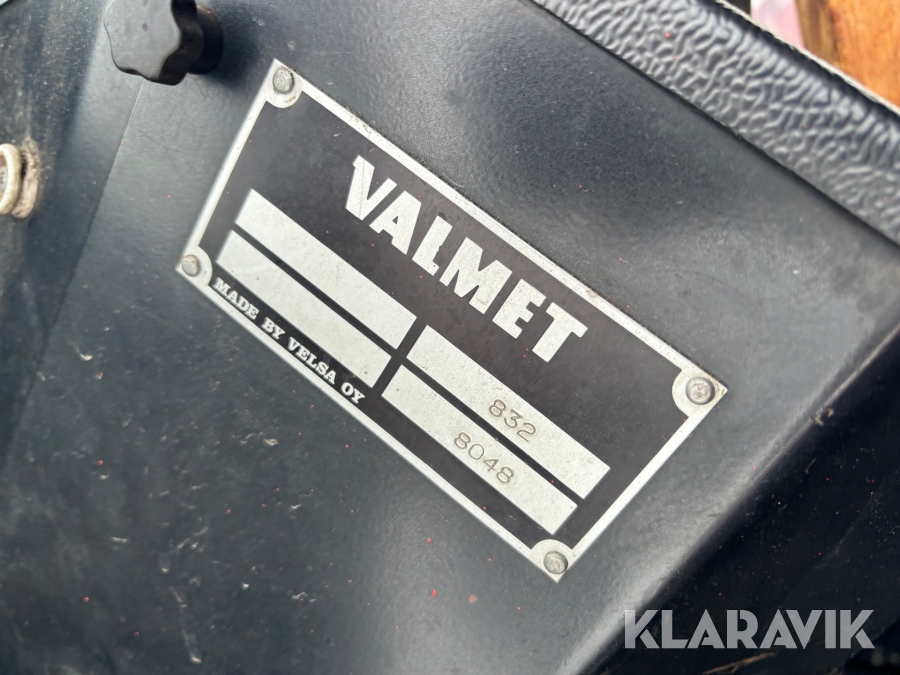 VALMET
832
8048
MADE BY VELSA OY
KLARAVIK